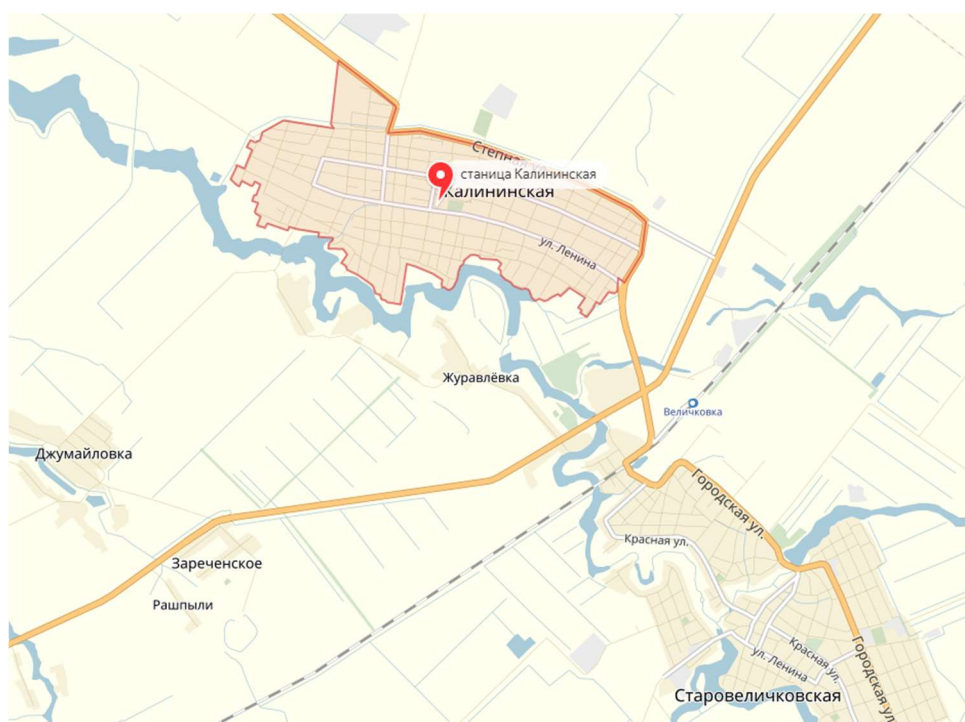 Степная
станица Калининская
Калининская
ул. Ленина
Журавлёвка
Величковка
Джумайловка
Городская ул.
Красная ул.
Зареченское
Рашпыли
Красная ул.
ул. Ленина
Городская ул.
Старовеличковская